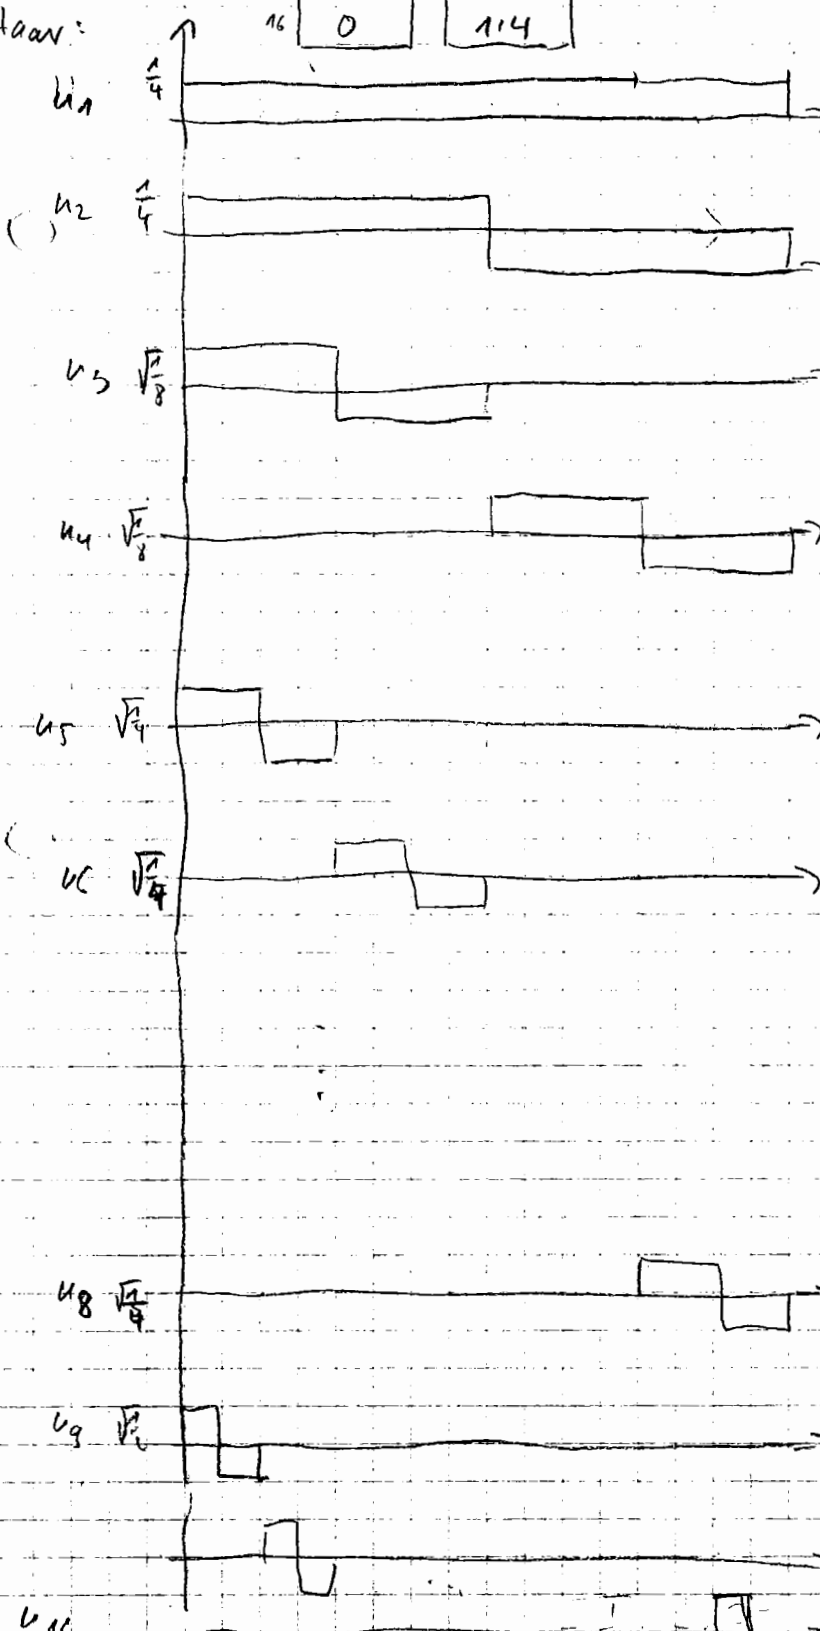 Haar:
16 0 1.4
u1 1/4
( ) u2 1/4
u3 √1/8
u4 √1/8
u5 √1/4
u6 √1/4
u8 √1/4
u9 √1/2